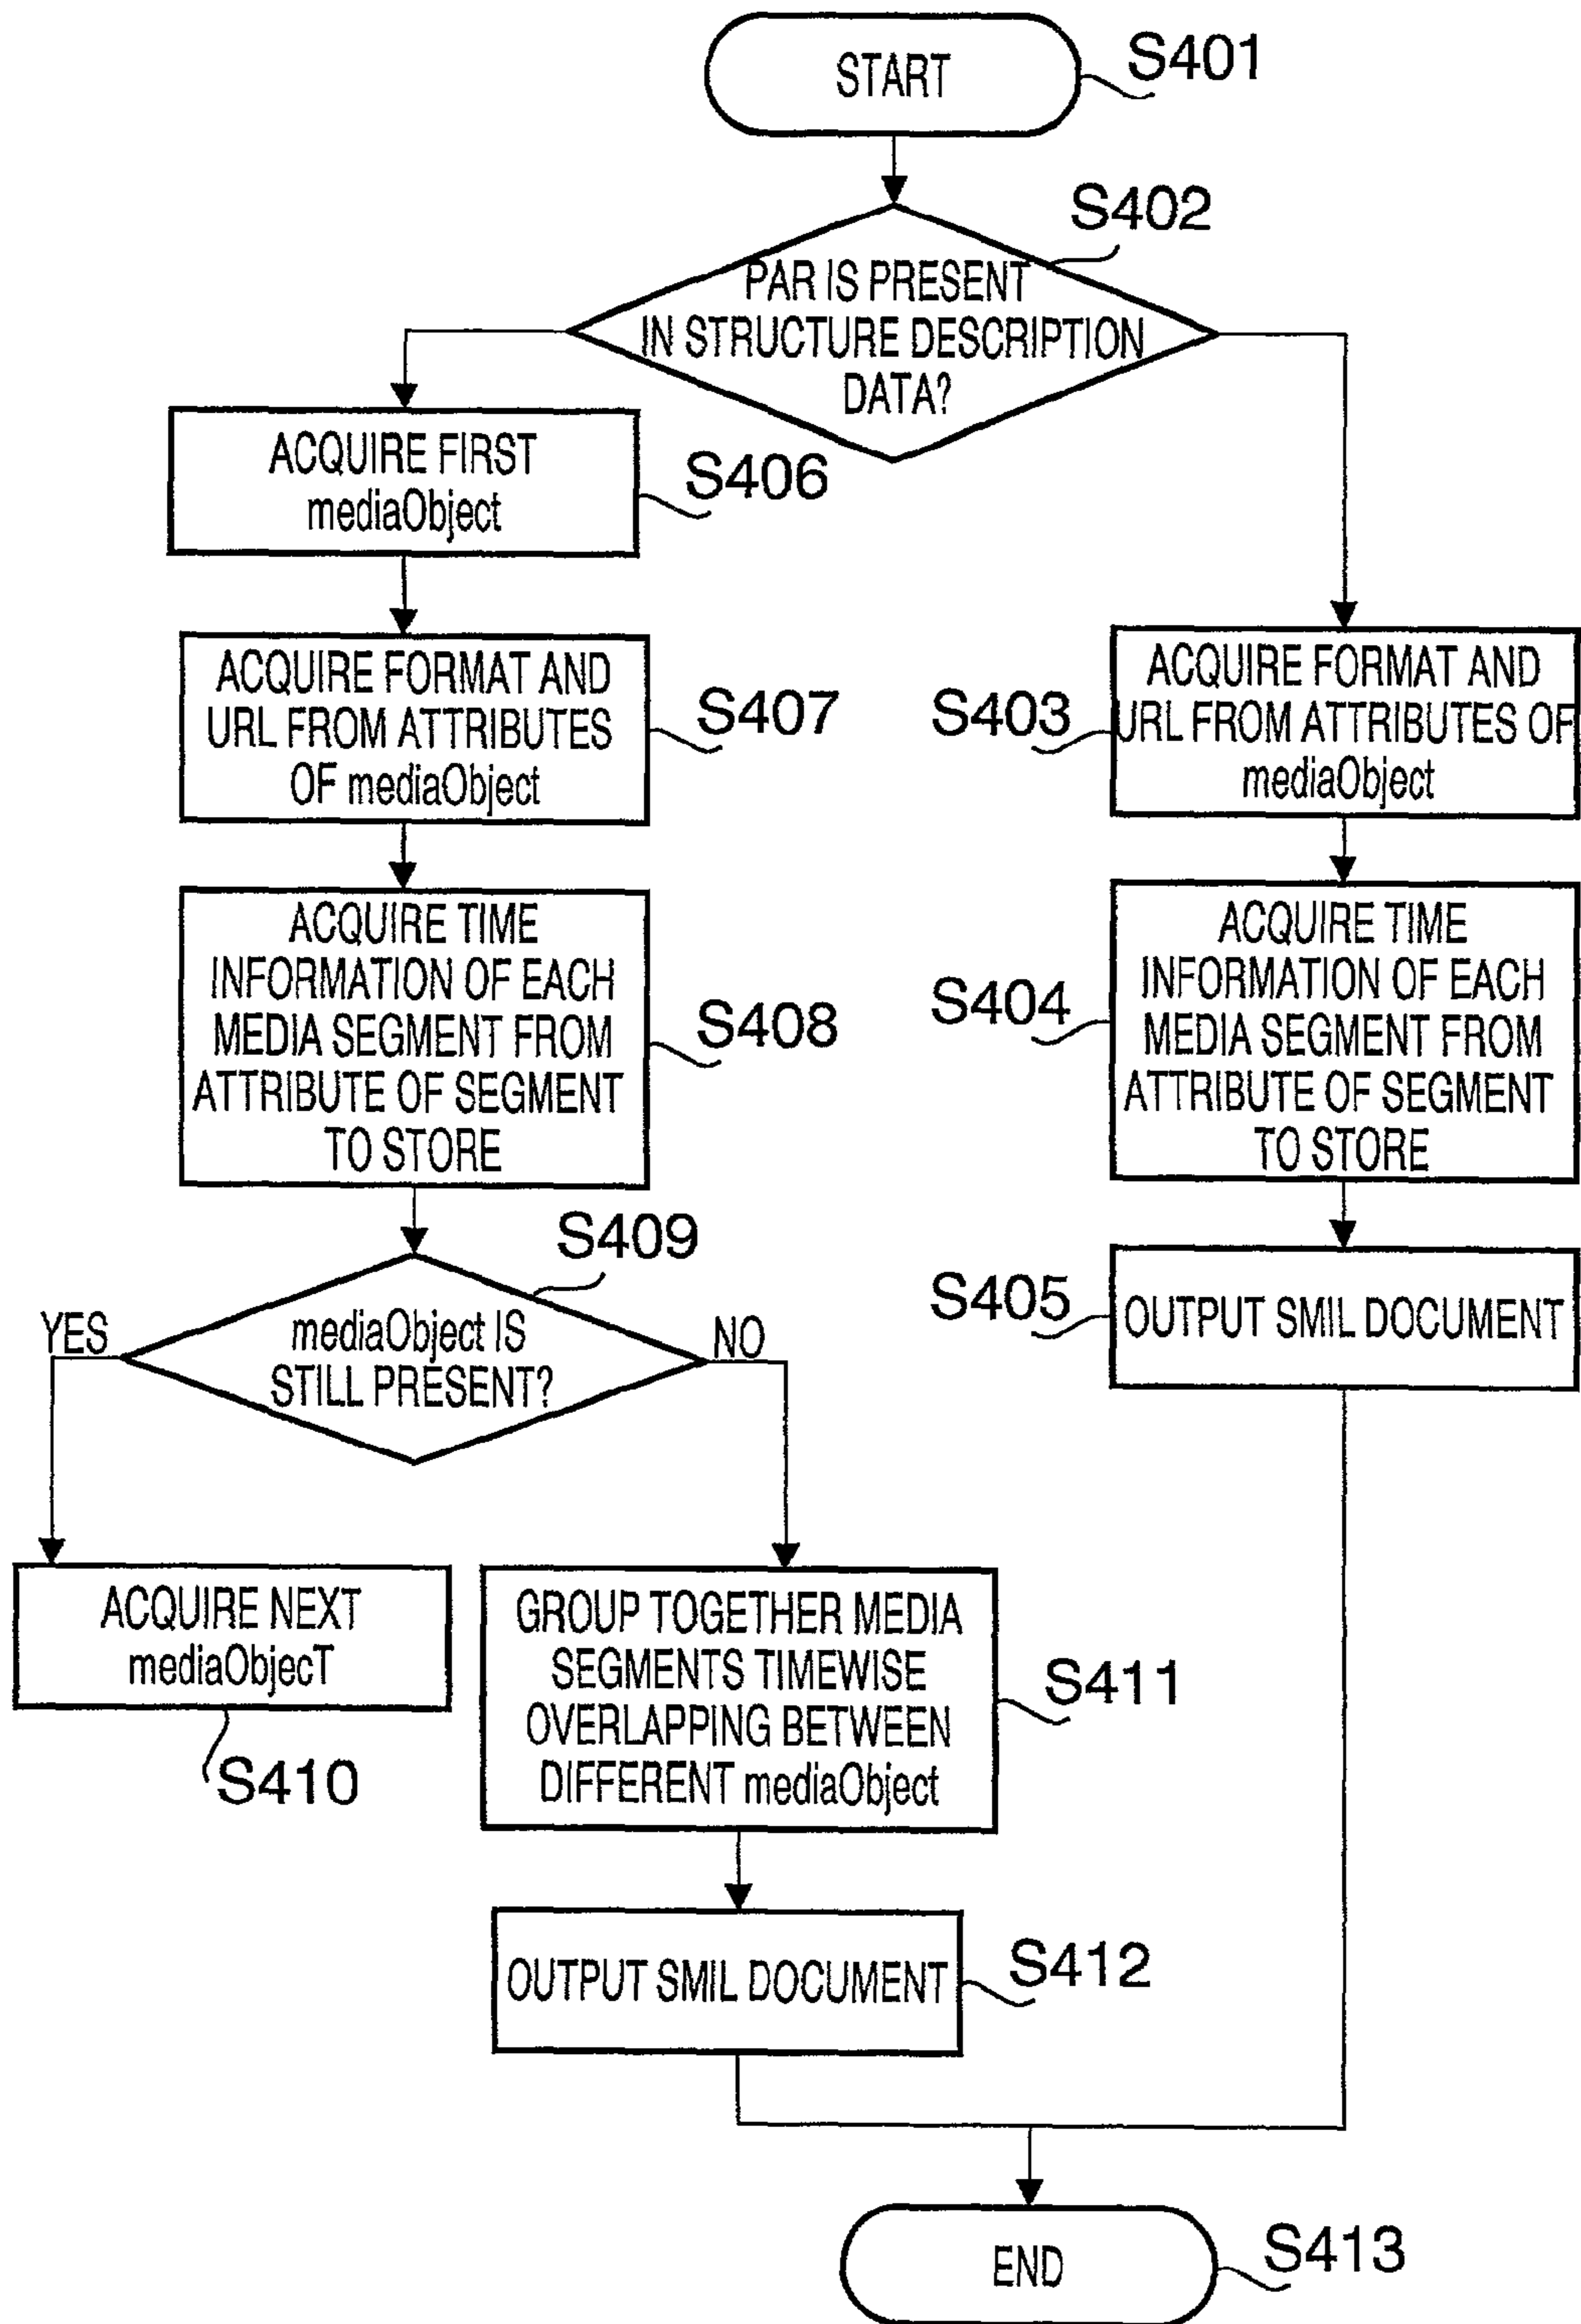 START
S401
S402
PAR IS PRESENT
IN STRUCTURE DESCRIPTION
DATA?
ACQUIRE FIRST
mediaObject
S406
ACQUIRE FORMAT AND
URL FROM ATTRIBUTES
OF mediaObject
S407
S403
ACQUIRE FORMAT AND
URL FROM ATTRIBUTES OF
mediaObject
ACQUIRE TIME
INFORMATION OF EACH
MEDIA SEGMENT FROM
ATTRIBUTE OF SEGMENT
TO STORE
S408
S404
ACQUIRE TIME
INFORMATION OF EACH
MEDIA SEGMENT FROM
ATTRIBUTE OF SEGMENT
TO STORE
S409
YES
mediaObject IS
STILL PRESENT?
NO
S405
OUTPUT SMIL DOCUMENT
ACQUIRE NEXT
mediaObjecT
S410
GROUP TOGETHER MEDIA
SEGMENTS TIMEWISE
OVERLAPPING BETWEEN
DIFFERENT mediaObject
S411
OUTPUT SMIL DOCUMENT
S412
END
S413